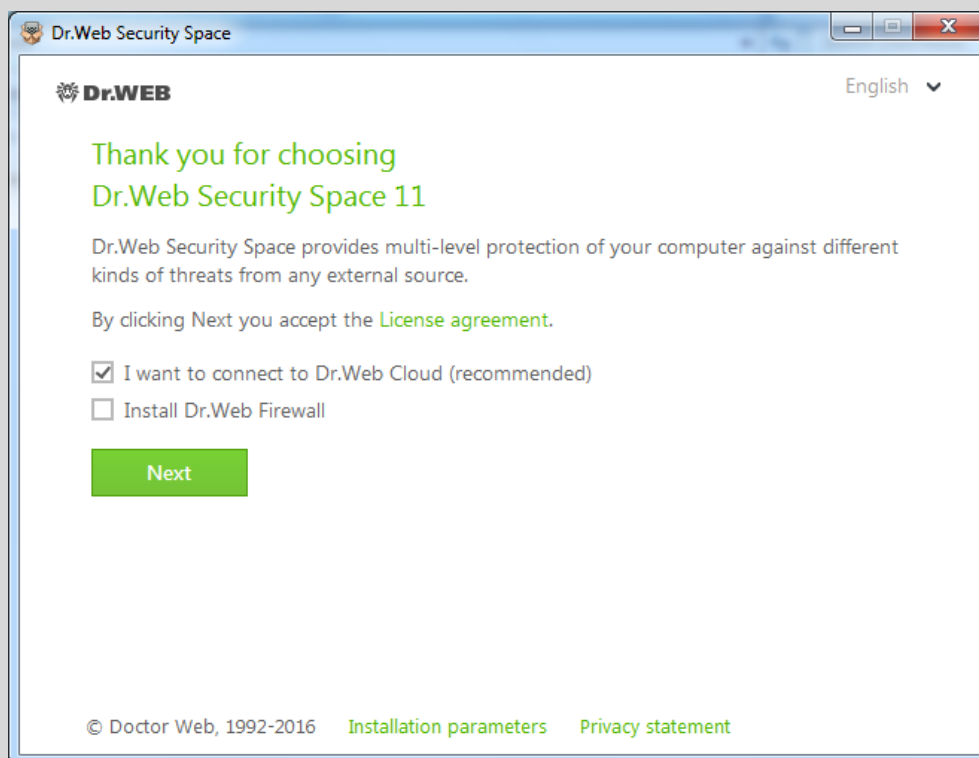 Dr.Web Security Space
Dr.WEB
English
Thank you for choosing
Dr.Web Security Space 11
Dr.Web Security Space provides multi-level protection of your computer against different
kinds of threats from any external source.
By clicking Next you accept the License agreement.
I want to connect to Dr.Web Cloud (recommended)
Install Dr.Web Firewall
Next
© Doctor Web, 1992-2016 Installation parameters Privacy statement